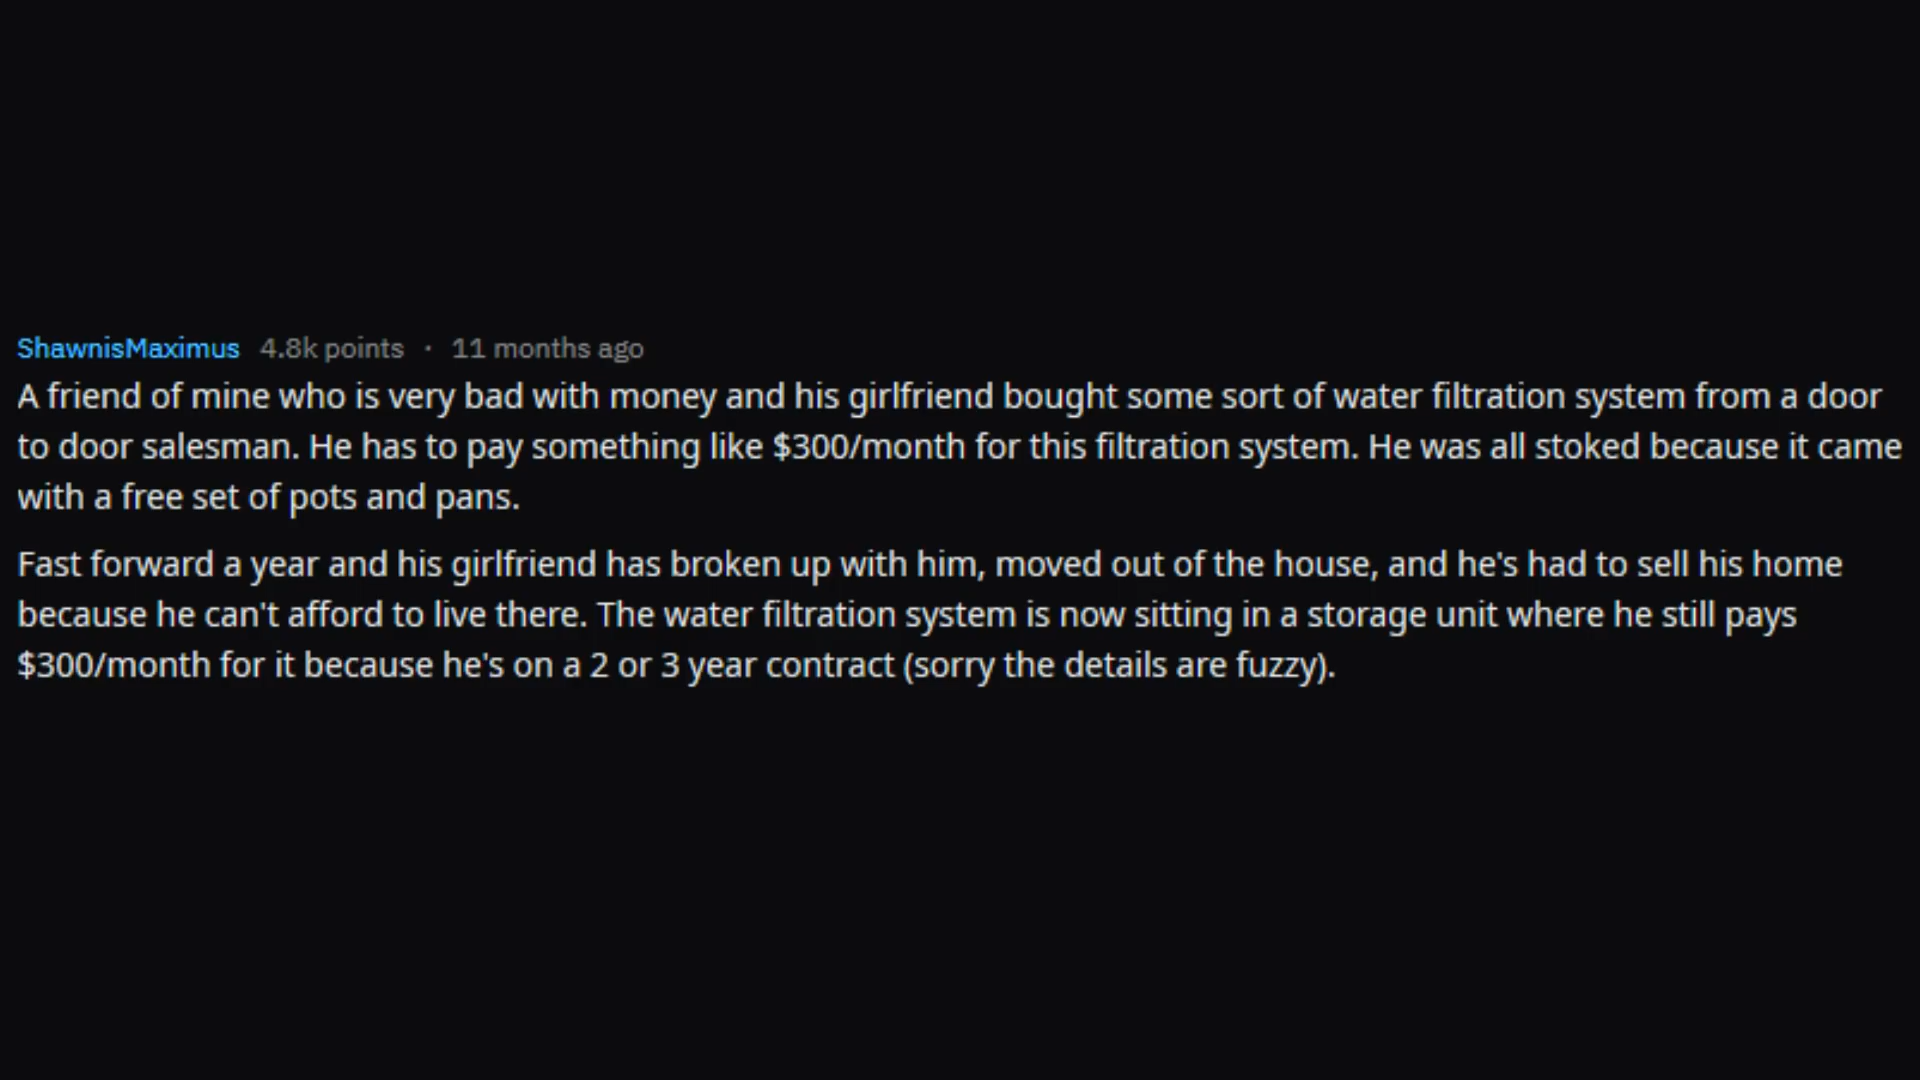 ShawnisMaximus 4.8k points · 11 months ago
A friend of mine who is very bad with money and his girlfriend bought some sort of water filtration system from a door
to door salesman. He has to pay something like $300/month for this filtration system. He was all stoked because it came
with a free set of pots and pans.
Fast forward a year and his girlfriend has broken up with him, moved out of the house, and he's had to sell his home
because he can't afford to live there. The water filtration system is now sitting in a storage unit where he still pays
$300/month for it because he's on a 2 or 3 year contract (sorry the details are fuzzy).